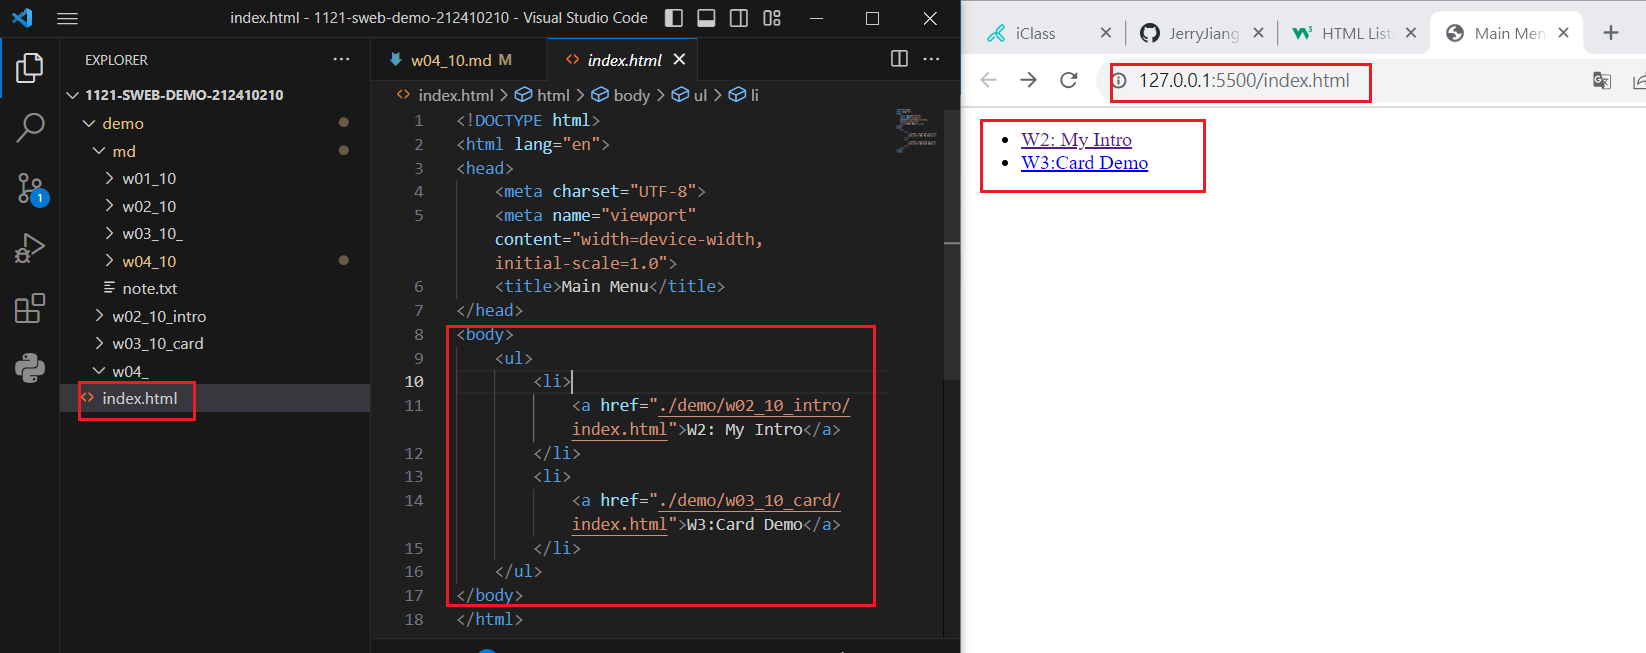 index.html - 1121-sweb-demo-212410210 - Visual Studio Code
EXPLORER
1121-SWEB-DEMO-212410210
demo
md
w01_10
w02_10
w03_10_
w04_10
note.txt
w02_10_intro
w03_10_card
w04_
index.html
1
w04_10.md M
index.html
index.html > html > body > ul > li
1 <!DOCTYPE html>
2 <html lang="en">
3 <head>
4 <meta charset="UTF-8">
5 <meta name="viewport"
content="width=device-width,
initial-scale=1.0">
6 <title>Main Menu</title>
7 </head>
8 <body>
9 <ul>
10 <li>
11 <a href="./demo/w02_10_intro/
index.html">W2: My Intro</a>
12 </li>
13 <li>
14 <a href="./demo/w03_10_card/
index.html">W3:Card Demo</a>
15 </li>
16 </ul>
17 </body>
18 </html>
iClass
JerryJiang
HTML List
Main Men
127.0.0.1:5500/index.html
W2: My Intro
W3:Card Demo